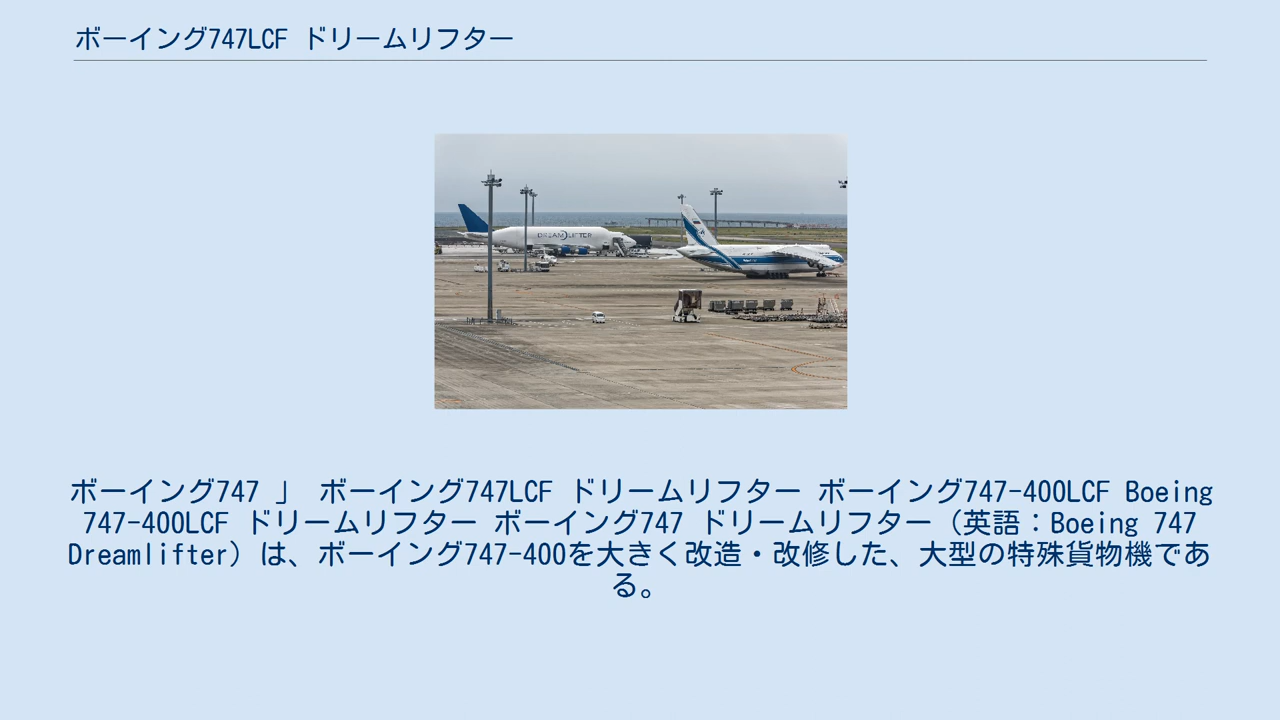 ボーイング747LCF ドリームリフター
DREAMLIFTER
ボーイング747 」 ボーイング747LCF ドリームリフター ボーイング747-400LCF Boeing
747-400LCF ドリームリフター ボーイング747 ドリームリフター（英語：Boeing 747
Dreamlifter）は、ボーイング747-400を大きく改造・改修した、大型の特殊貨物機であ
る。